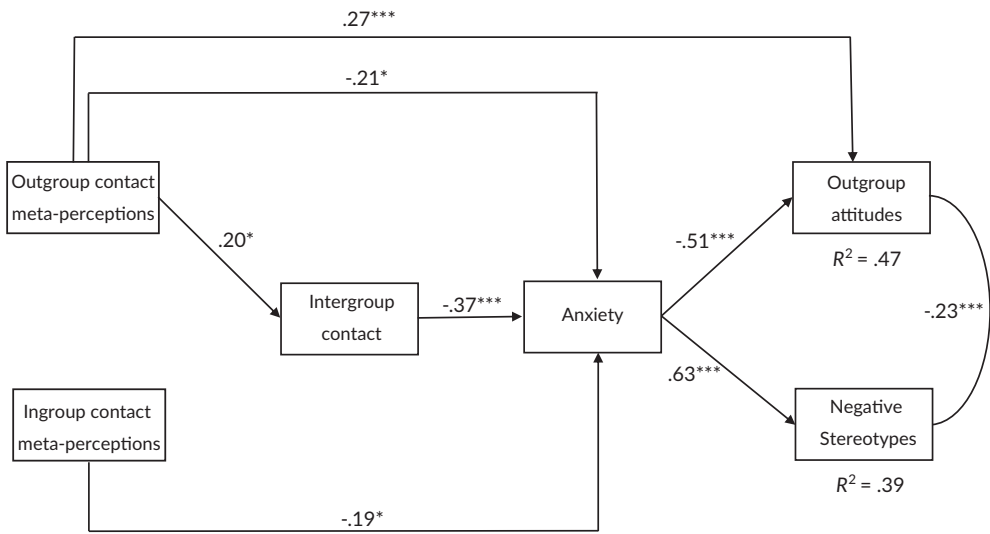 .27***
-.21*
Outgroup contact
meta-perceptions
Outgroup
attitudes
R² = .47
.20*
-.51***
Intergroup
contact
-.37***
Anxiety
-.23***
.63***
Ingroup contact
meta-perceptions
Negative
Stereotypes
R² = .39
-.19*